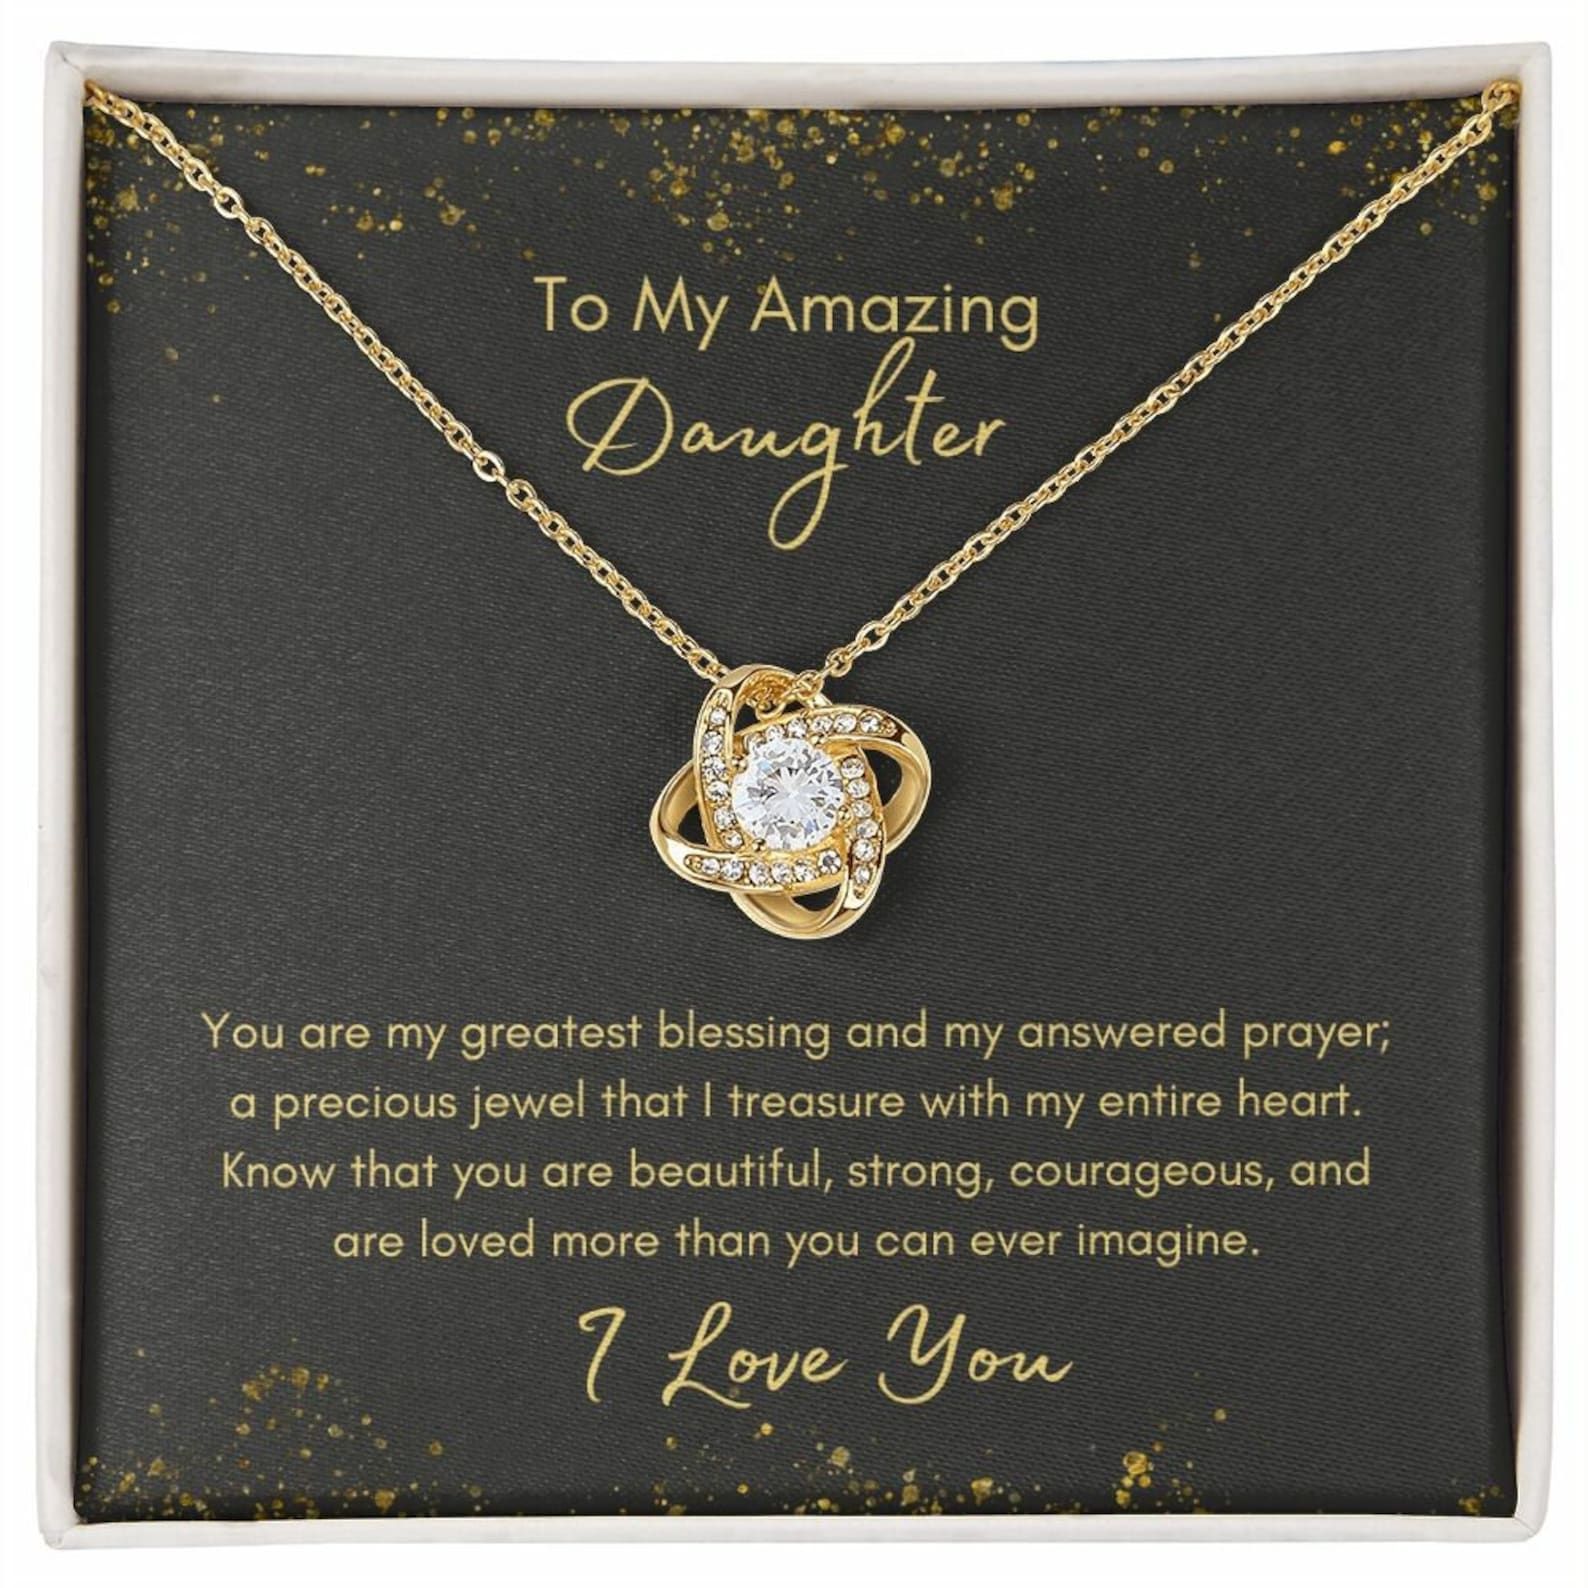 To My Amazing
Daughter
You are my greatest blessing and my answered prayer;
a precious jewel that I treasure with my entire heart.
Know that you are beautiful, strong, courageous, and
are loved more than you can ever imagine.
I Love You